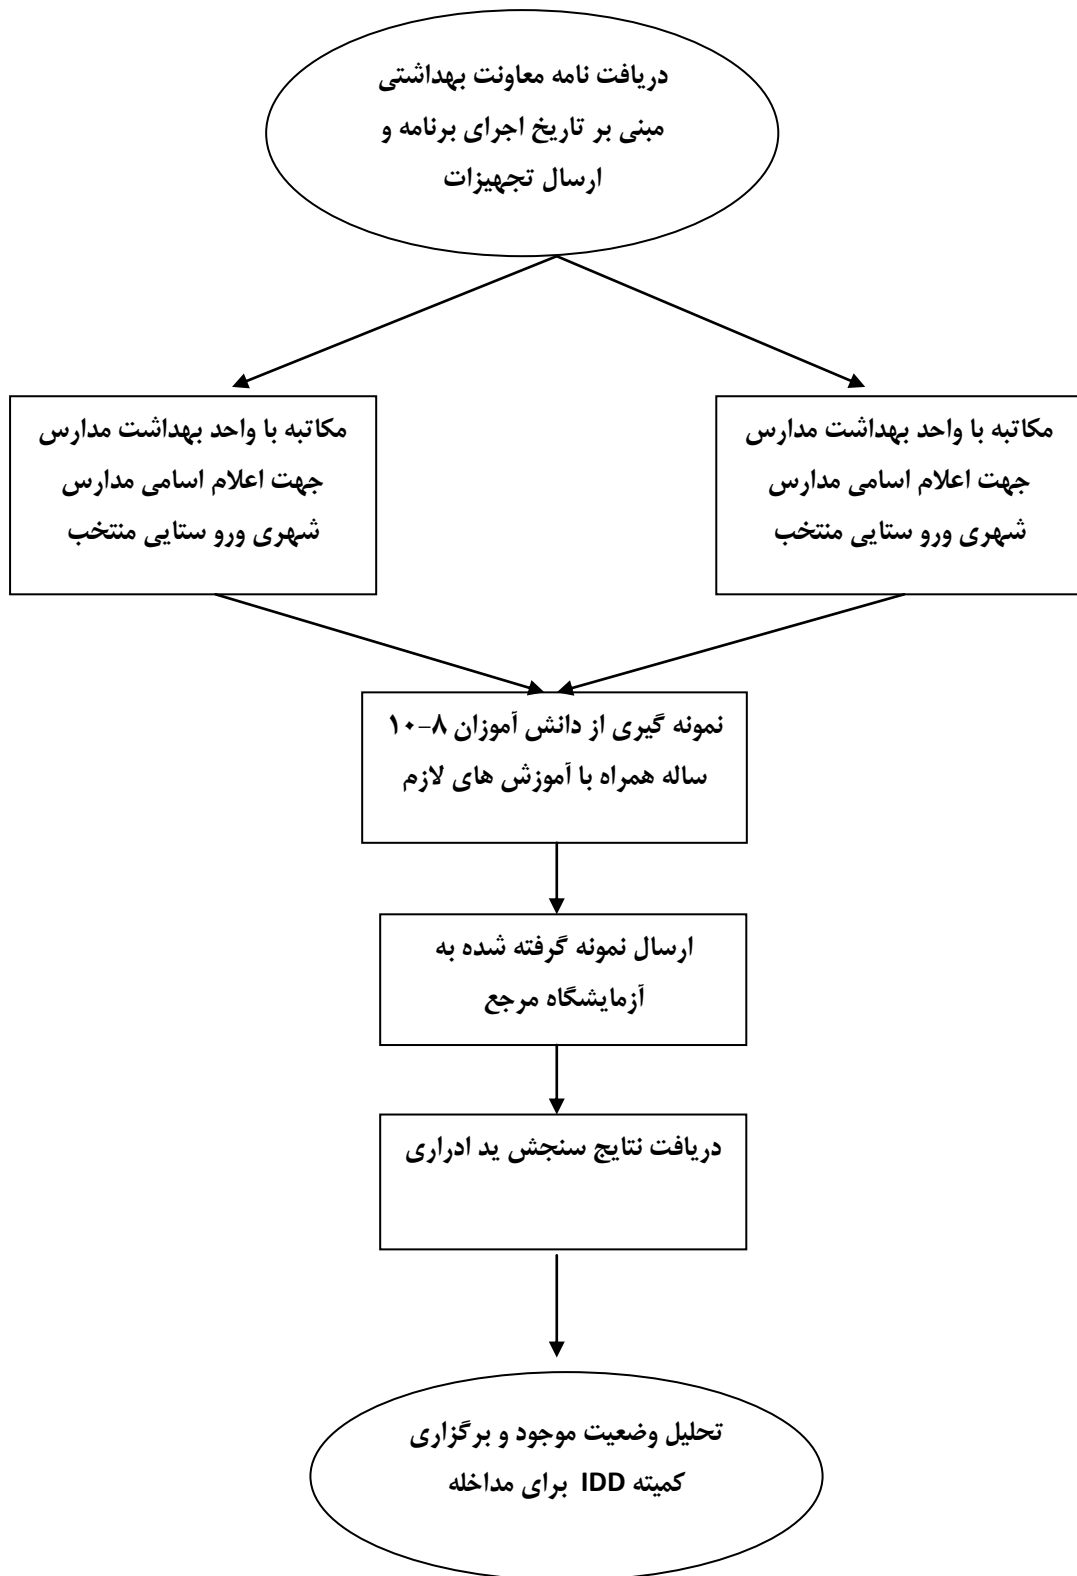 دریافت نامه معاونت بهداشتی
مبنی بر تاریخ اجرای برنامه و
ارسال تجهیزات
مکاتبه با واحد بهداشت مدارس
جهت اعلام اسامی مدارس
شهری ورو ستایی منتخب
مکاتبه با واحد بهداشت مدارس
جهت اعلام اسامی مدارس
شهری ورو ستایی منتخب
نمونه گیری از دانش آموزان ۸-۱۰
ساله همراه با آموزش های لازم
ارسال نمونه گرفته شده به
آزمایشگاه مرجع
دریافت نتایج سنجش ید ادراری
تحلیل وضعیت موجود و برگزاری
کمیته IDD برای مداخله